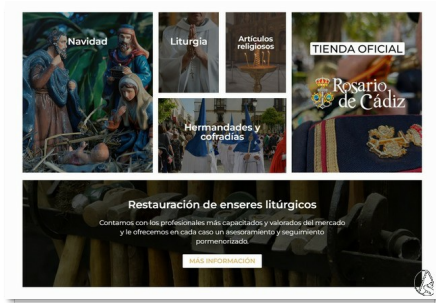 Navidad
Liturgia
Artículos
religiosos
Hermandades y
cofradías
TIENDA OFICIAL
Rosario
de Cádiz
Restauración de enseres litúrgicos
Contamos con los profesionales más capacitados y valorados del mercado
y le ofrecemos en cada caso un asesoramiento y seguimiento
pormenorizado.
MÁS INFORMACIÓN